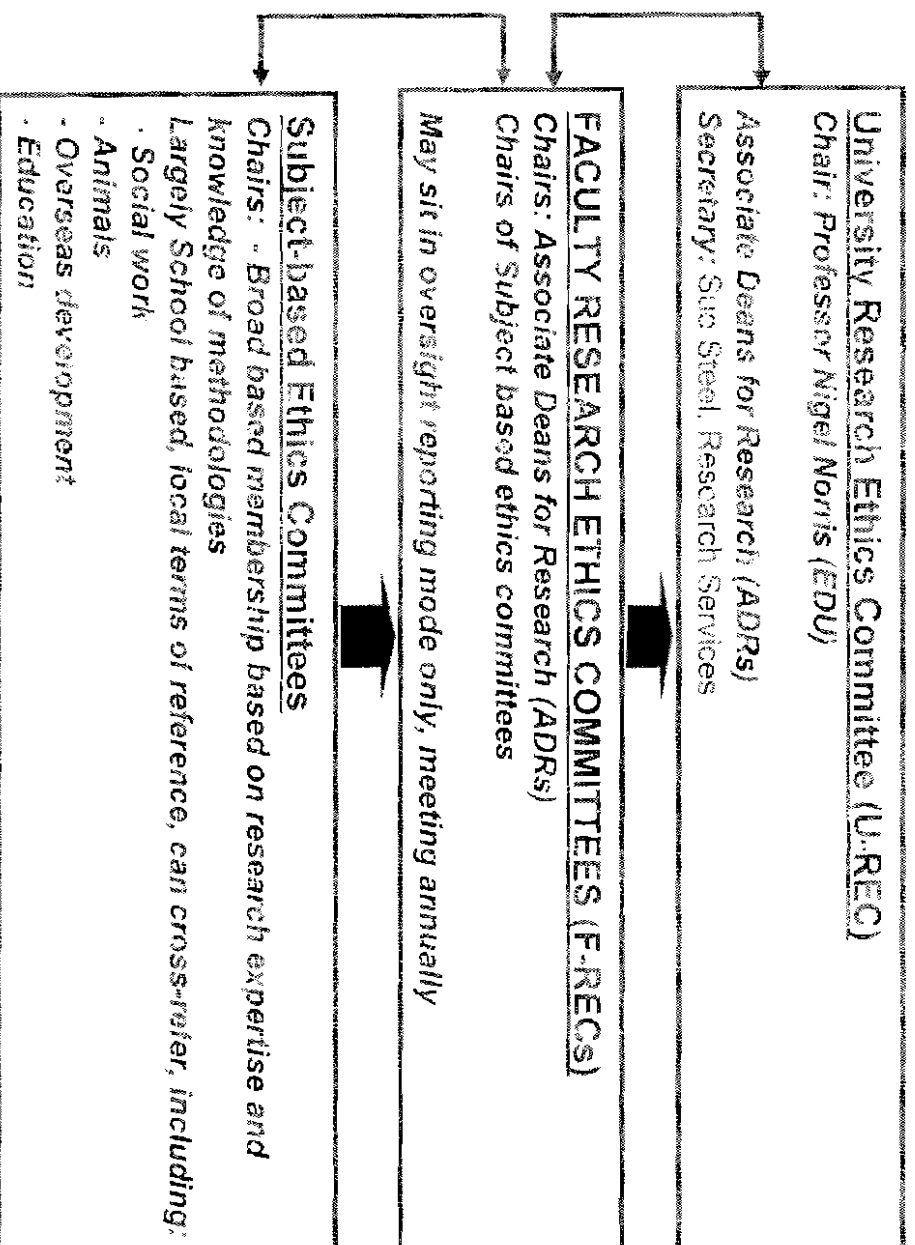 University Research Ethics Committee (U-REC)
Chair: Professor Nigel Norris (EDU)
Associate Deans for Research (ADRs)
Secretary: Sue Steel, Research Services
FACULTY RESEARCH ETHICS COMMITTEES (F-RECs)
Chairs: Associate Deans for Research (ADRs)
Chairs of Subject based ethics committees
May sit in oversight reporting mode only, meeting annually
Subject-based Ethics Committees
Chairs: - Broad based membership based on research expertise and
knowledge of methodologies
Largely School based, local terms of reference, can cross-refer, including:
- Social work
- Animals
- Overseas development
- Education